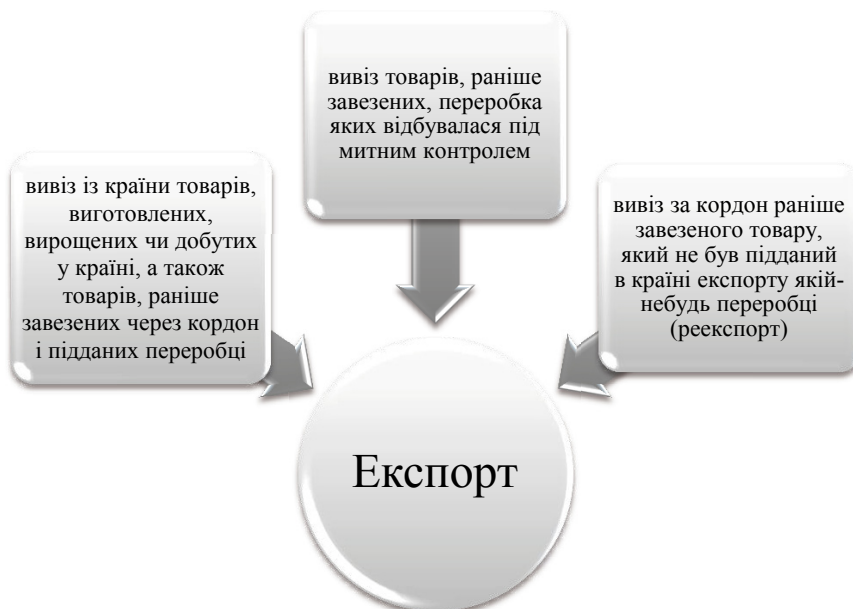 вивіз товарів, раніше
завезених, переробка
яких відбувалася під
митним контролем
вивіз із країни товарів,
виготовлених,
вирощених чи добутих
у країні, а також
товарів, раніше
завезених через кордон
і підданих переробці
вивіз за кордон раніше
завезеного товару,
який не був підданий
в країні експорту якій-
небудь переробці
(реекспорт)
Експорт